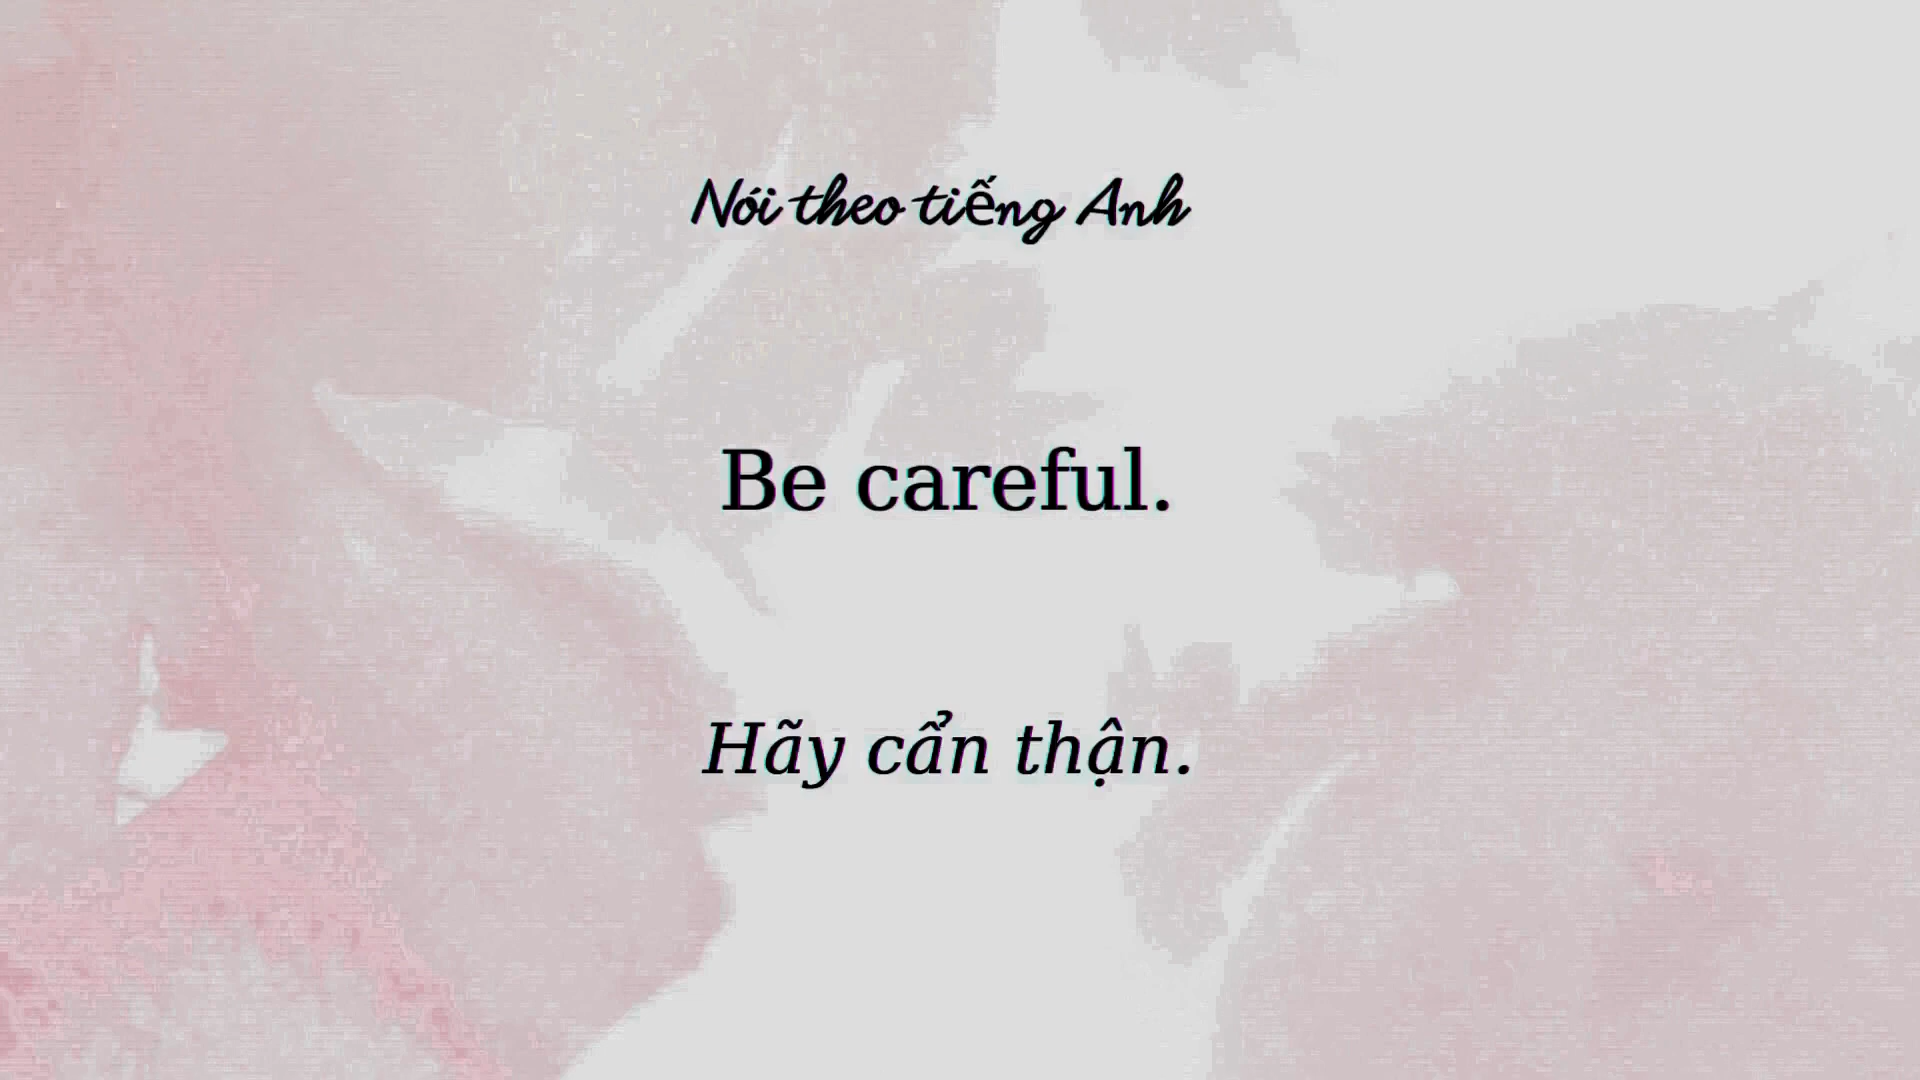 Nói theo tiếng Anh
Be careful.
Hãy cẩn thận.